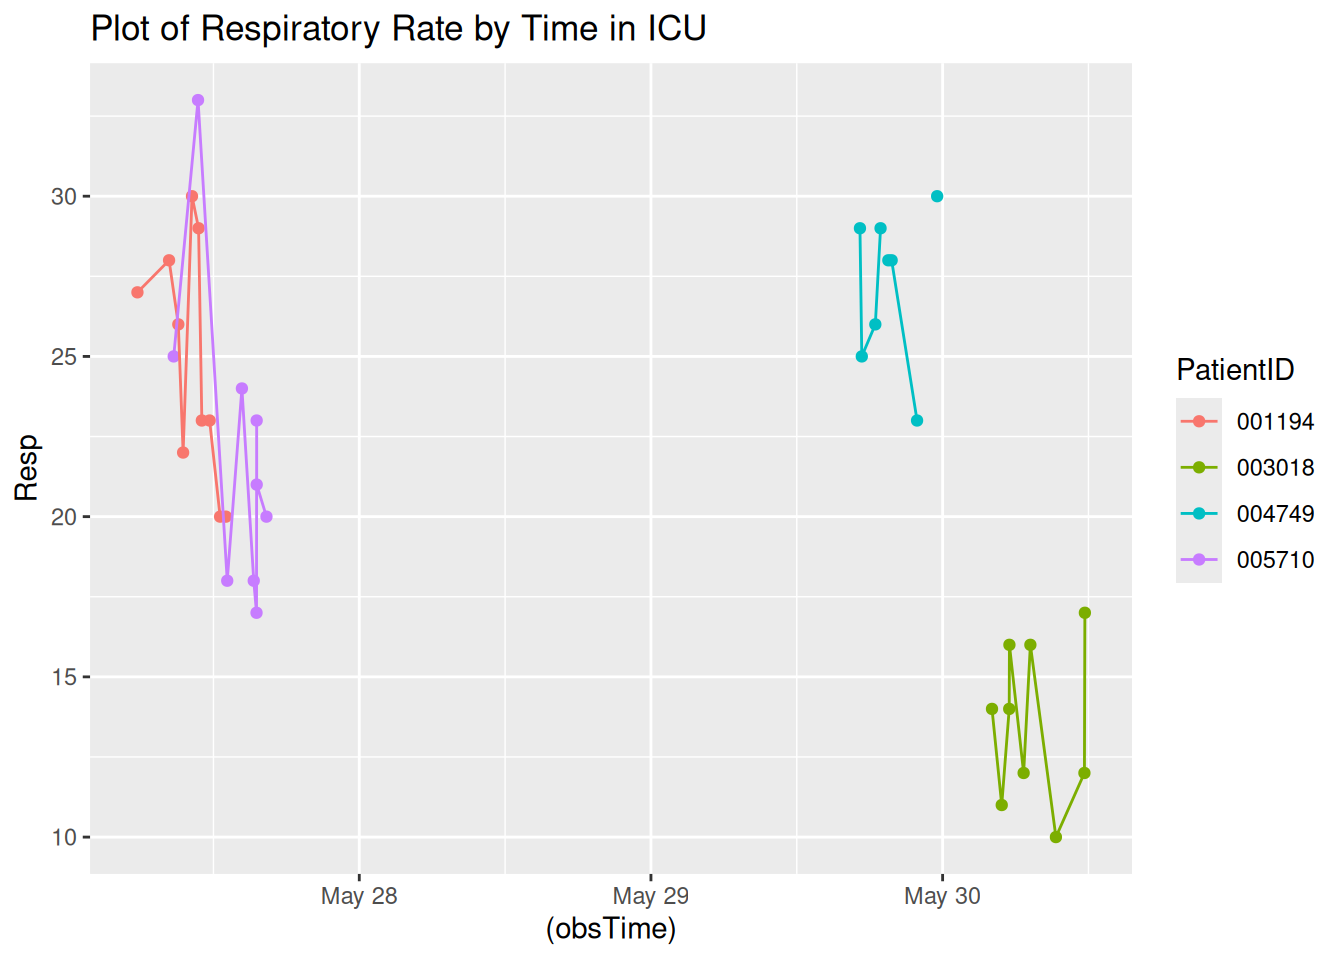 Plot of Respiratory Rate by Time in ICU
Resp
30
25
20
15
10
May 28
May 29
May 30
(obsTime)
PatientID
001194
003018
004749
005710